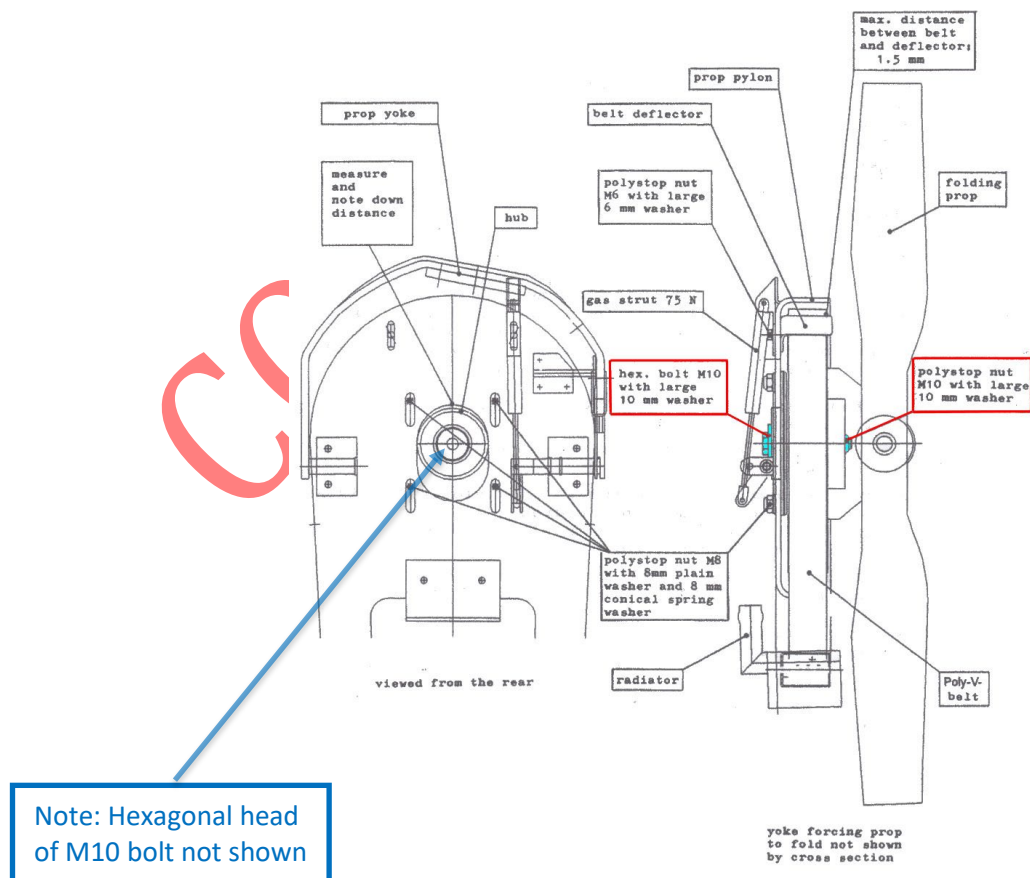 max. distance
between belt
and deflector:
1.5 mm
prop pylon
prop yoke
belt deflector
measure
and
note down
distance
polystop nut
M6 with large
6 mm washer
folding
prop
hub
gas strut 75 N
hex. bolt M10
with large
10 mm washer
polystop nut
M10 with large
10 mm washer
polystop nut M8
with 8mm plain
washer and 8 mm
conical spring
washer
viewed from the rear
radiator
Poly-V-
belt
Note: Hexagonal head
of M10 bolt not shown
yoke forcing prop
to fold not shown
by cross section